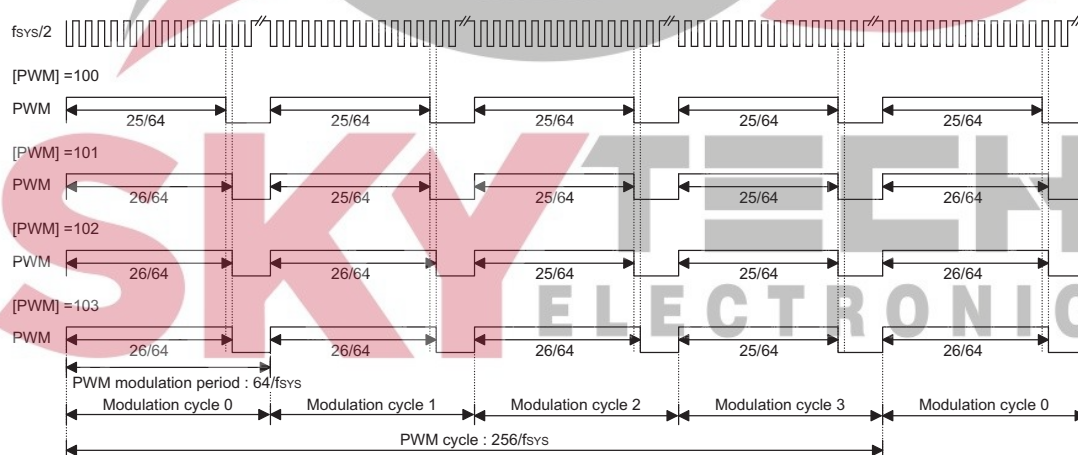 fSYS/2
[PWM] =100
PWM
25/64 25/64 25/64 25/64 25/64
[PWM] =101
PWM
26/64 25/64 25/64 25/64 26/64
[PWM] =102
PWM
26/64 26/64 25/64 25/64 26/64
[PWM] =103
PWM
26/64 26/64 26/64 25/64 26/64
PWM modulation period : 64/fSYS
Modulation cycle 0 Modulation cycle 1 Modulation cycle 2 Modulation cycle 3 Modulation cycle 0
PWM cycle : 256/fSYS
SKY
TECH
ELECTRONIC